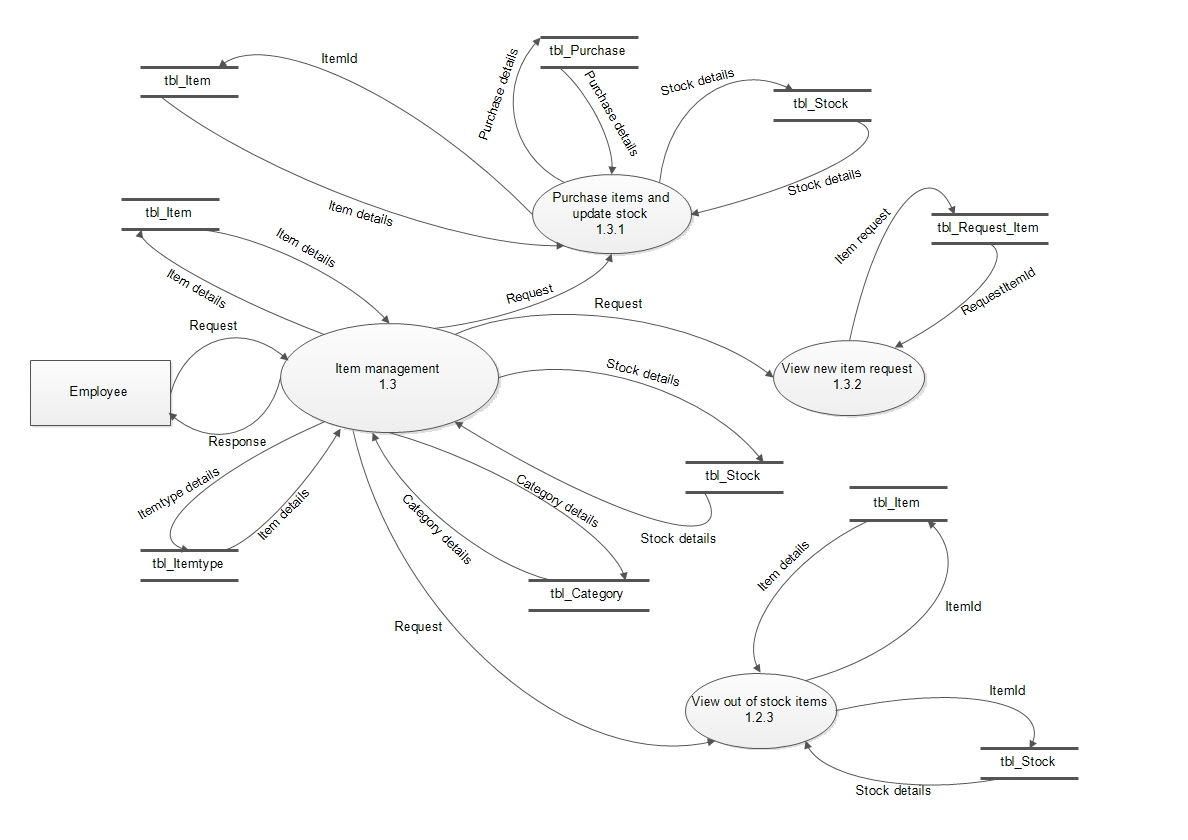 tbl_Purchase
ItemId
tbl_Item
Purchase details
Purchase details
Stock details
tbl_Stock
Stock details
Purchase items and
update stock
1.3.1
Item details
tbl_Item
Item details
Item details
Item request
tbl_Request_Item
RequestItemId
Request
Request
Request
View new item request
1.3.2
Item management
1.3
Employee
Response
Stock details
tbl_Stock
Stock details
Itemtype details
Item details
tbl_Itemtype
Category details
Category details
tbl_Category
tbl_Item
Item details
ItemId
Request
View out of stock items
1.2.3
ItemId
tbl_Stock
Stock details